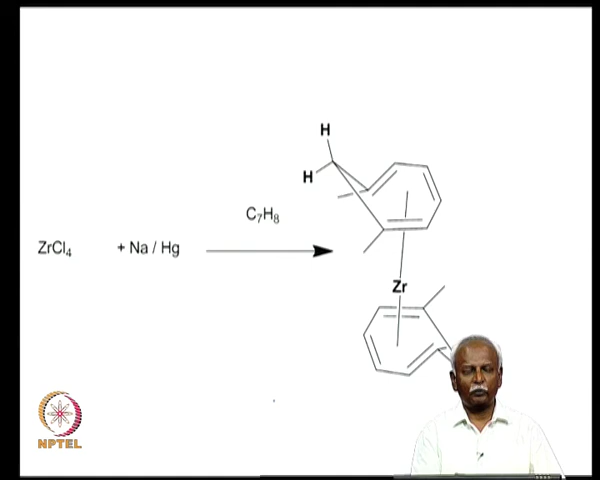 H
H
C7H8
ZrCl4 + Na / Hg
Zr
NPTEL